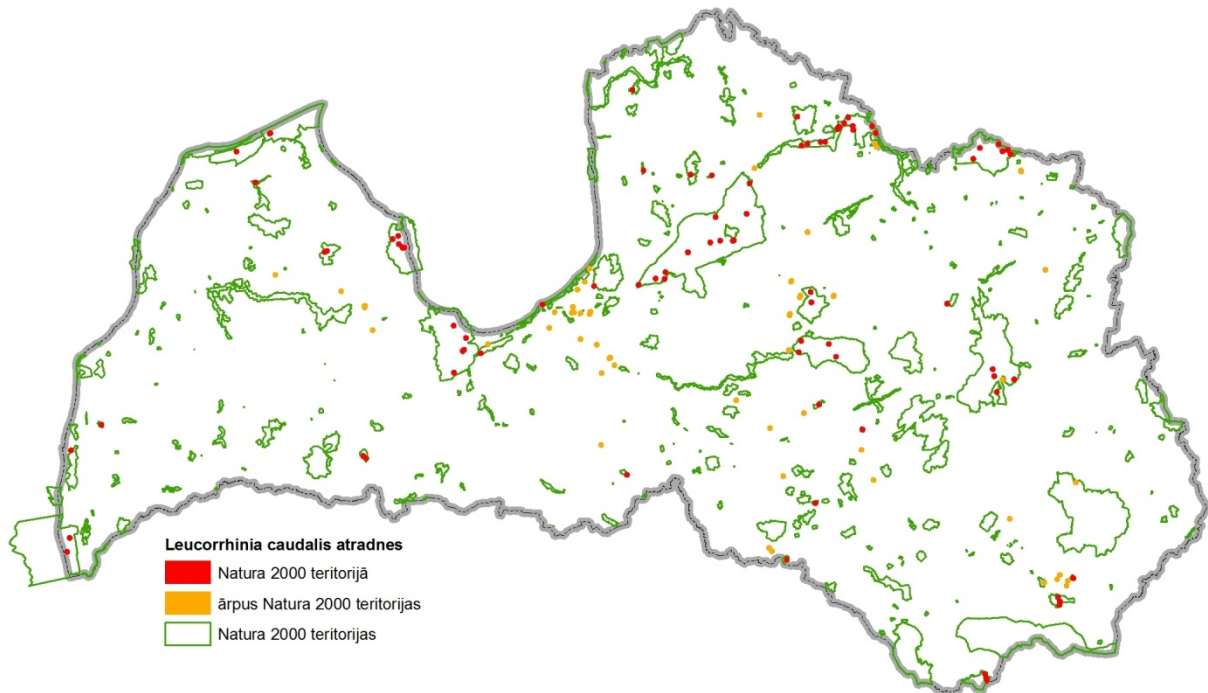 Leucorrhinia caudalis atradnes
Natura 2000 teritorijā
ārpus Natura 2000 teritorijas
Natura 2000 teritorijas